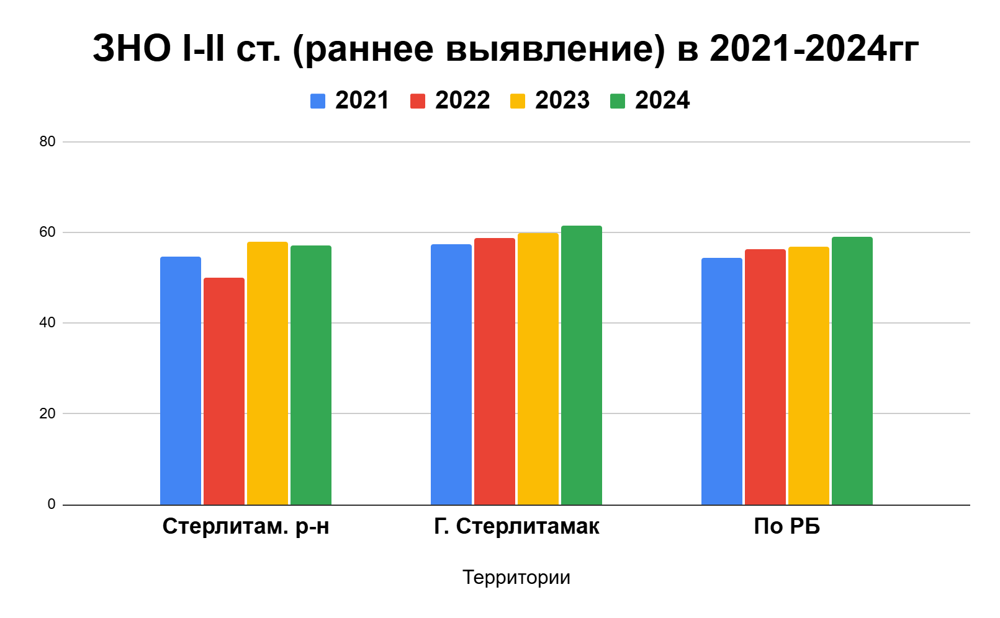 ЗНО I-II ст. (раннее выявление) в 2021-2024гг
2021 2022 2023 2024
80
60
40
20
0
Стерлитам. р-н Г. Стерлитамак По РБ
Территории